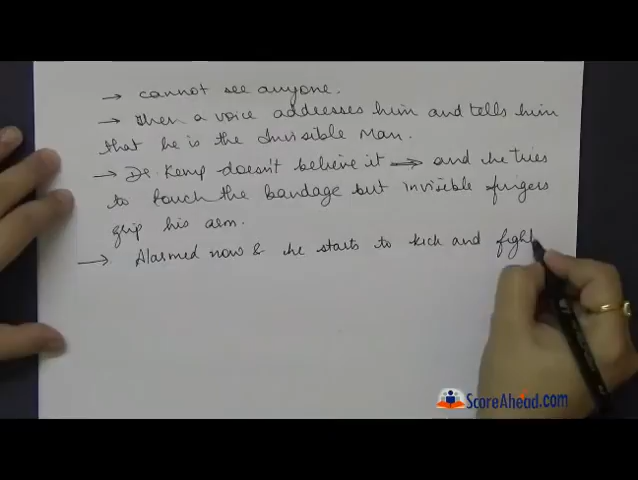 → cannot see anyone.
→ then a voice addresses him and tells him
that he is the Invisible Man.
→ Dr. Kemp doesn't believe it → and he tries
to touch the bandage but invisible fingers
grip his arm.
→ Alarmed now & he starts to kick and fight
ScoreAhead.com